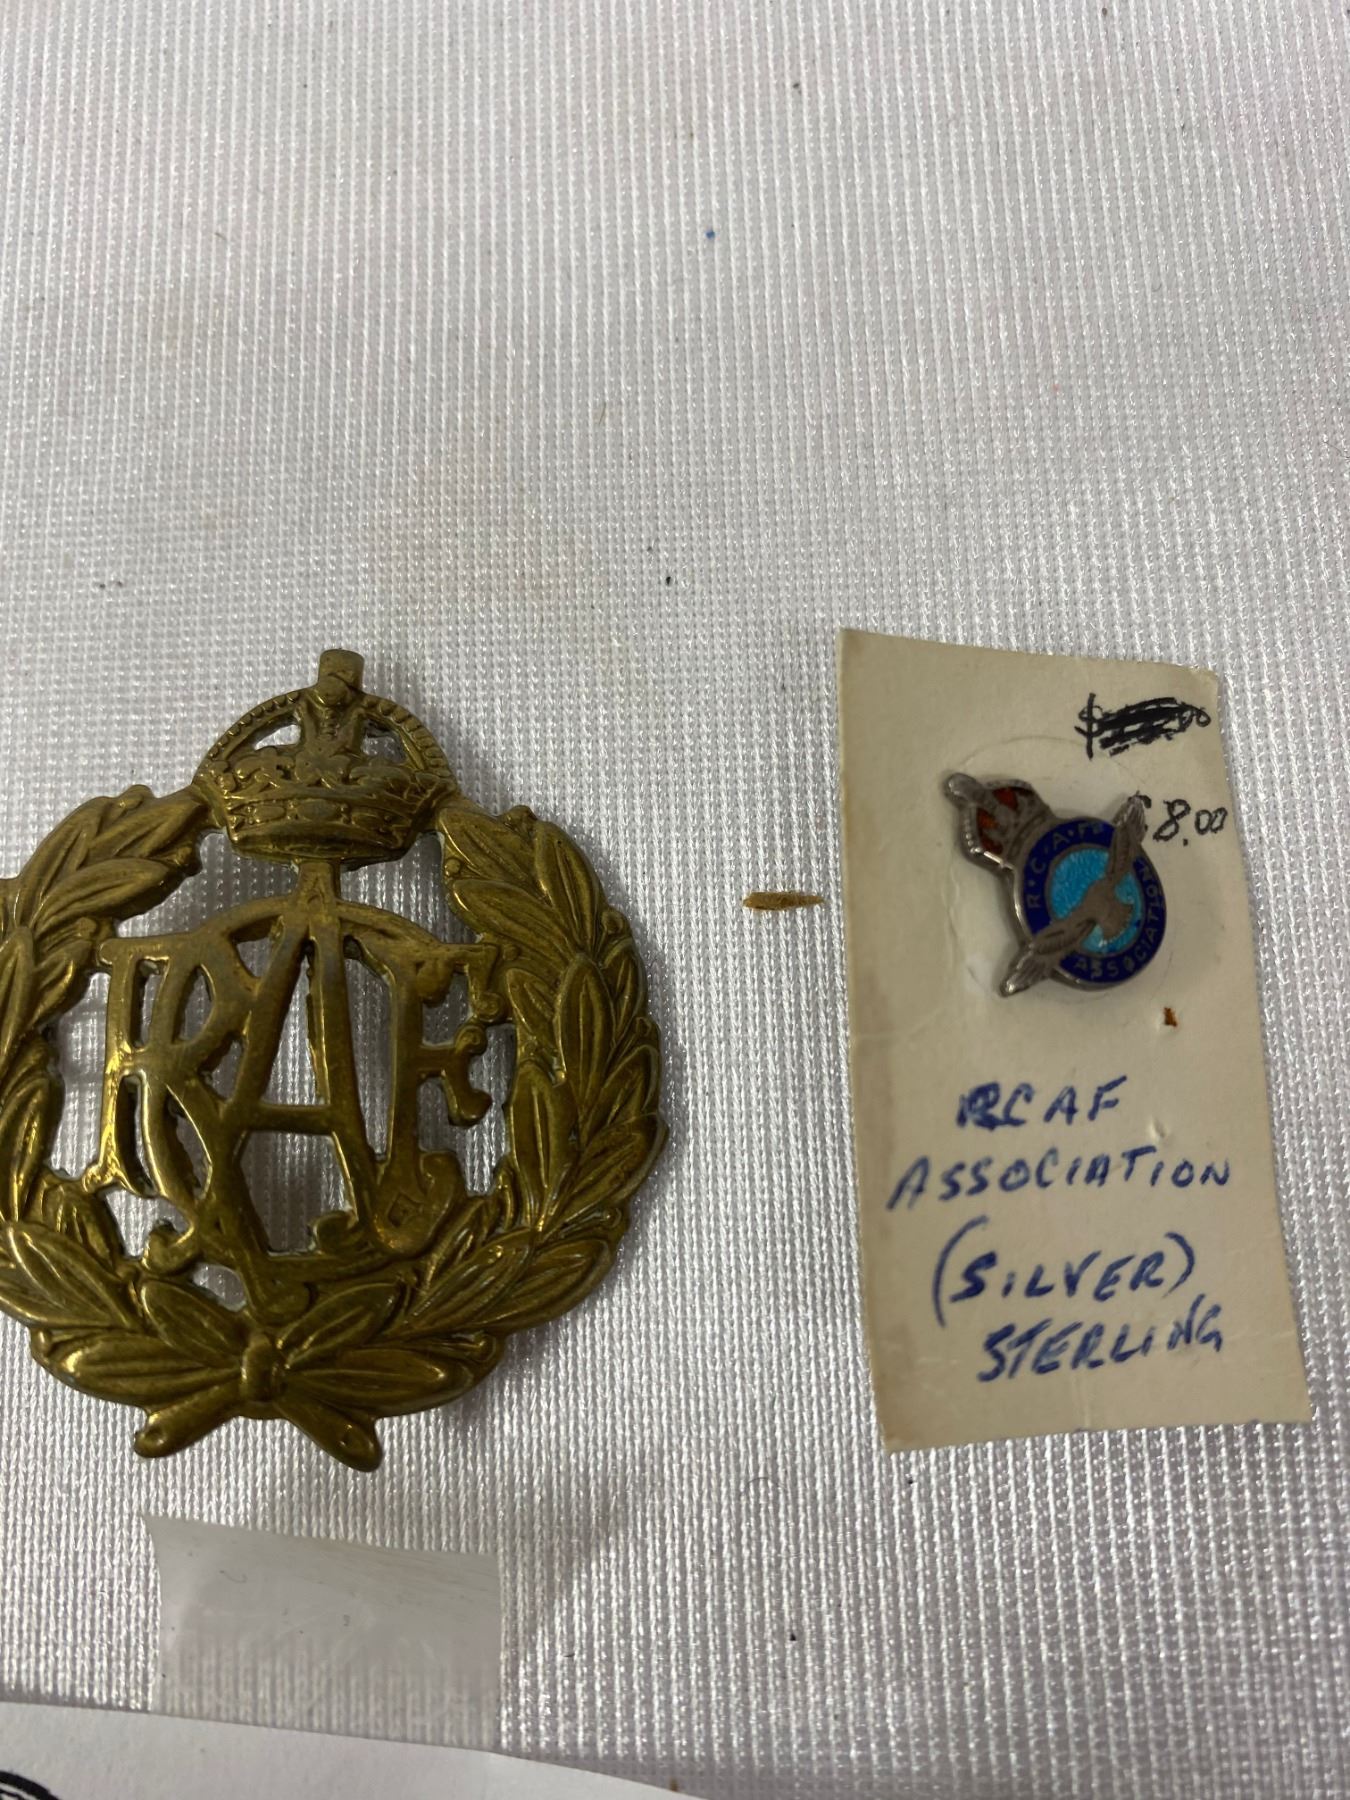 RAF
$
$8.00
R.C.A.F.
ASSOCIATION
RCAF
ASSOCIATION
(SILVER)
STERLING